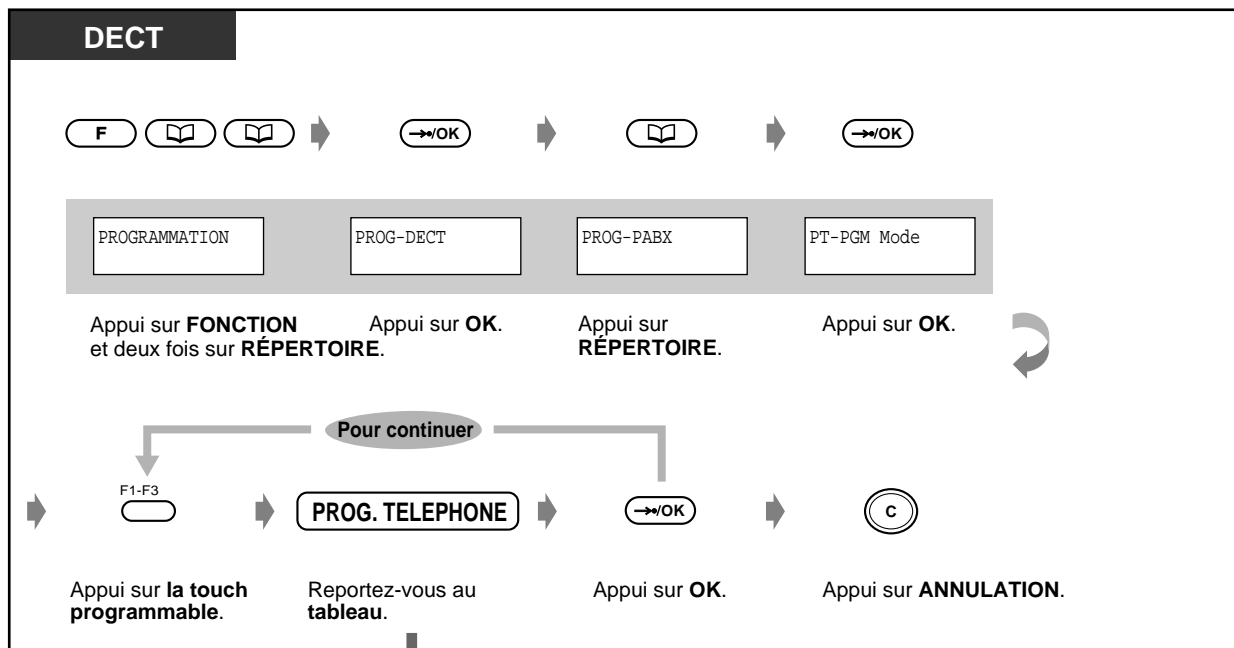 DECT
F
→•/OK
→•/OK
PROGRAMMATION
PROG-DECT
PROG-PABX
PT-PGM Mode
Appui sur FONCTION
et deux fois sur RÉPERTOIRE.
Appui sur OK.
Appui sur
RÉPERTOIRE.
Appui sur OK.
Pour continuer
F1-F3
PROG. TELEPHONE
→•/OK
C
Appui sur la touch
programmable.
Reportez-vous au
tableau.
Appui sur OK.
Appui sur ANNULATION.